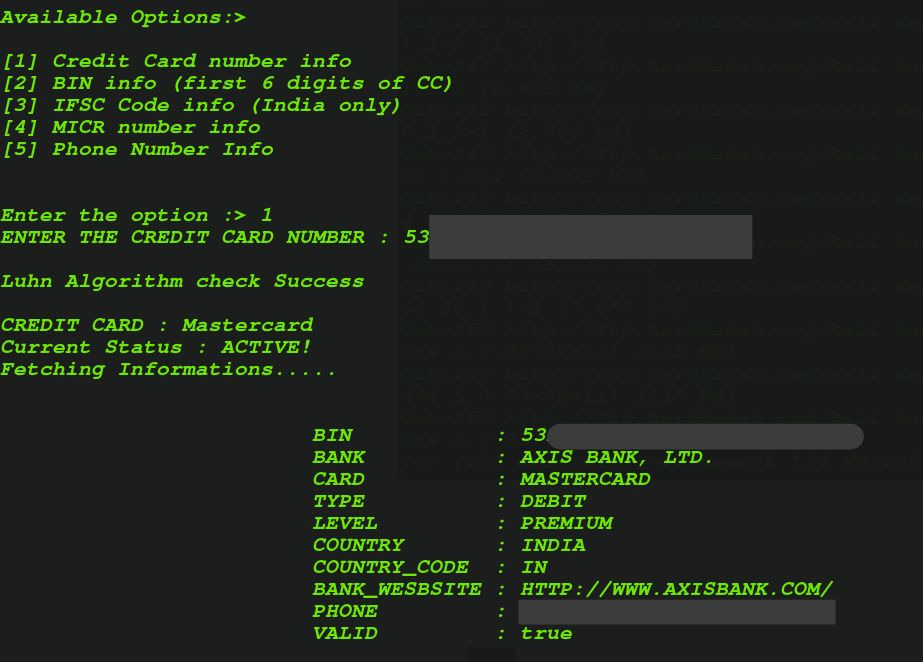 Available Options:>
[1] Credit Card number info
[2] BIN info (first 6 digits of CC)
[3] IFSC Code info (India only)
[4] MICR number info
[5] Phone Number Info
Enter the option :> 1
ENTER THE CREDIT CARD NUMBER : 53
Luhn Algorithm check Success
CREDIT CARD : Mastercard
Current Status : ACTIVE!
Fetching Informations.....
BIN : 53
BANK : AXIS BANK, LTD.
CARD : MASTERCARD
TYPE : DEBIT
LEVEL : PREMIUM
COUNTRY : INDIA
COUNTRY_CODE : IN
BANK_WESBSITE : HTTP://WWW.AXISBANK.COM/
PHONE :
VALID : true